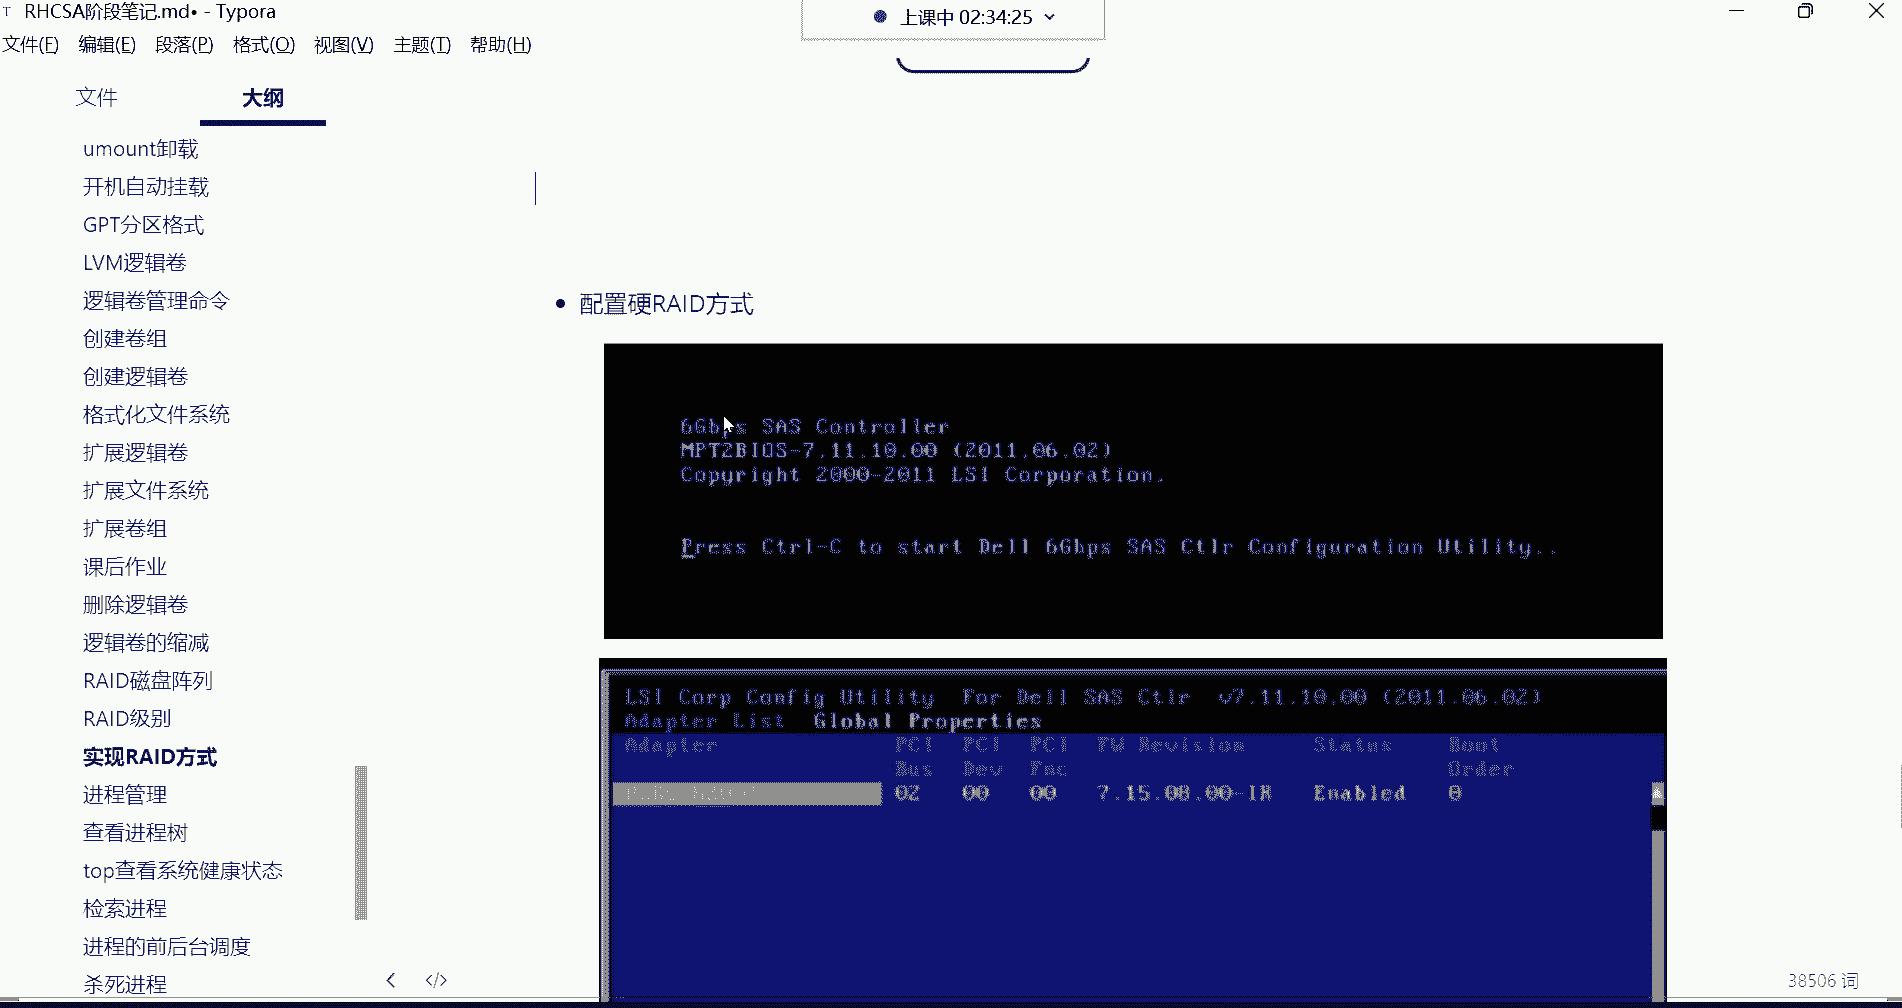 RHCSA阶段笔记.md• - Typora
上课中 02:34:25
文件(F) 编辑(E) 段落(P) 格式(O) 视图(V) 主题(T) 帮助(H)
文件 大纲
umount卸载
开机自动挂载
GPT分区格式
LVM逻辑卷
逻辑卷管理命令
创建卷组
创建逻辑卷
格式化文件系统
扩展逻辑卷
扩展文件系统
扩展卷组
课后作业
删除逻辑卷
逻辑卷的缩减
RAID磁盘阵列
RAID级别
实现RAID方式
进程管理
查看进程树
top查看系统健康状态
检索进程
进程的前后台调度
杀死进程
• 配置硬RAID方式
6Gbps SAS Controller
MPT2BIOS-7.11.10.00 (2011.06.02)
Copyright 2000-2011 LSI Corporation.
Press Ctrl-C to start Dell 6Gbps SAS Ctlr Configuration Utility..
LSI Corp Config Utility For Dell SAS Ctlr v7.11.10.00 (2011.06.02)
Adapter List Global Properties
Adapter PCI PCI PCI FW Revision Status Boot
Bus Dev Fnc Order
02 00 00 7.15.08.00-IR Enabled 0
38506 词